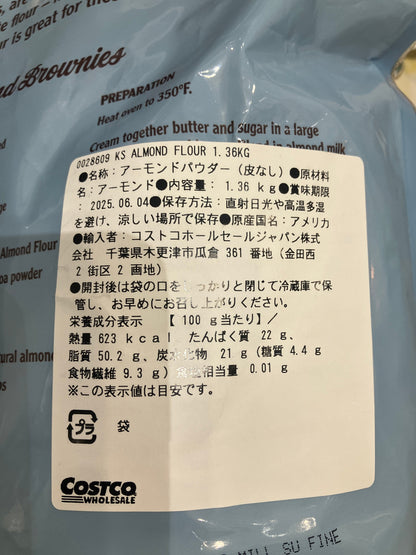 s, are
te flour
ur is great for these
d Brownies
PREPARATION
Heat oven to 350°F.
Cream together butter and sugar in a large
in almond milk
Almond Flour
oa powder
tural almond
ps
0028609 KS ALMOND FLOUR 1.36KG
●名称: アーモンドパウダー (皮なし) ●原材料
名: アーモンド●内容量: 1.36 kg●賞味期限
: 2025.06.04●保存方法: 直射日光や高温多湿
を避け、涼しい場所で保存●原産国名: アメリカ
●輸入者: コストコホールセールジャパン株式
会社 千葉県木更津市瓜倉 361 番地 (金田西
2 街区 2 画地)
●開封後は袋の口をしっかりと閉じて冷蔵庫で保
管し、お早めにお召し上がりください
栄養成分表示 【 100 g当たり】/
熱量 623 kcal、たんぱく質 22 g、
脂質 50.2 g、炭水化物 21 g (糖質 4.4 g
食物繊維 9.3 g) 食塩相当量 0.01 g
※この表示値は目安です。
プラ 袋
COSTCO
WHOLESALE
MILL SU FINE